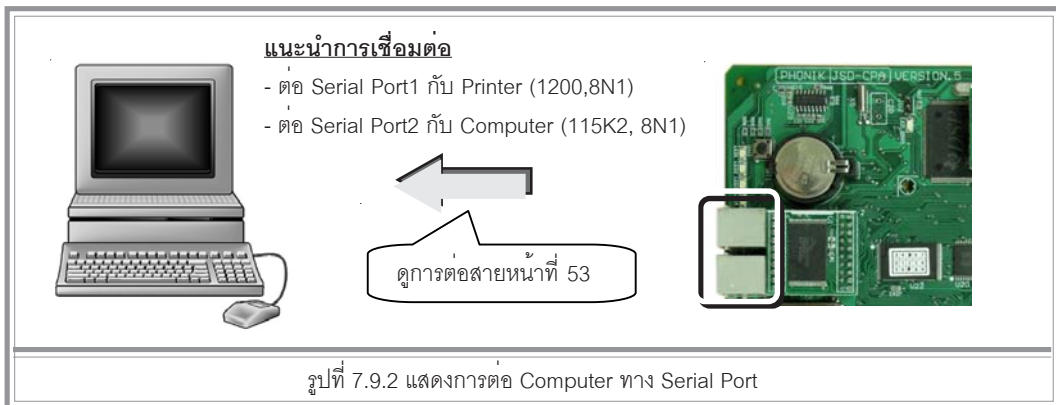 แนะนำการเชื่อมต่อ
- ต่อ Serial Port1 กับ Printer (1200,8N1)
- ต่อ Serial Port2 กับ Computer (115K2, 8N1)
PHONIK JSD-CPA VERSION.5
ดูการต่อสายหน้าที่ 53
รูปที่ 7.9.2 แสดงการต่อ Computer ทาง Serial Port